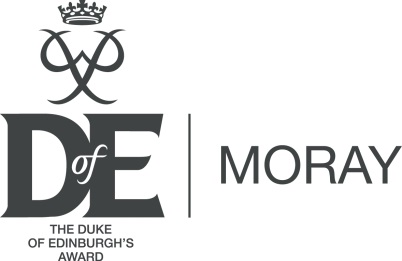 DofE
THE DUKE
OF EDINBURGH'S
AWARD
MORAY